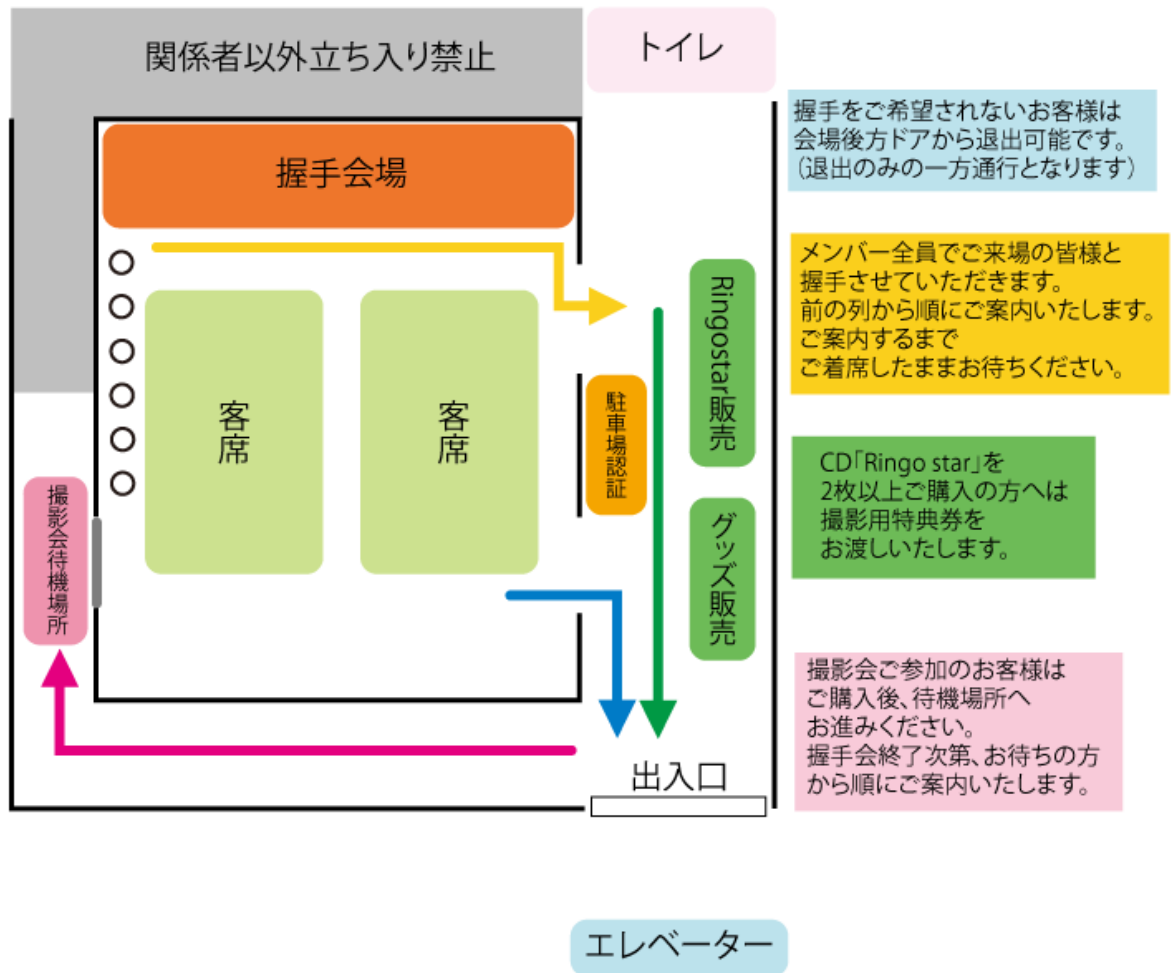 関係者以外立ち入り禁止
トイレ
握手会場
客席
客席
駐車場認証
Ringostar販売
グッズ販売
撮影会待機場所
出入口
エレベーター
握手をご希望されないお客様は
会場後方ドアから退出可能です。
(退出のみの一方通行となります)
メンバー全員でご来場の皆様と
握手させていただきます。
前の列から順にご案内いたします。
ご案内するまで
ご着席したままお待ちください。
CD「Ringo star」を
2枚以上ご購入の方へは
撮影用特典券を
お渡しいたします。
撮影会ご参加のお客様は
ご購入後、待機場所へ
お進みください。
握手会終了次第、お待ちの方
から順にご案内いたします。